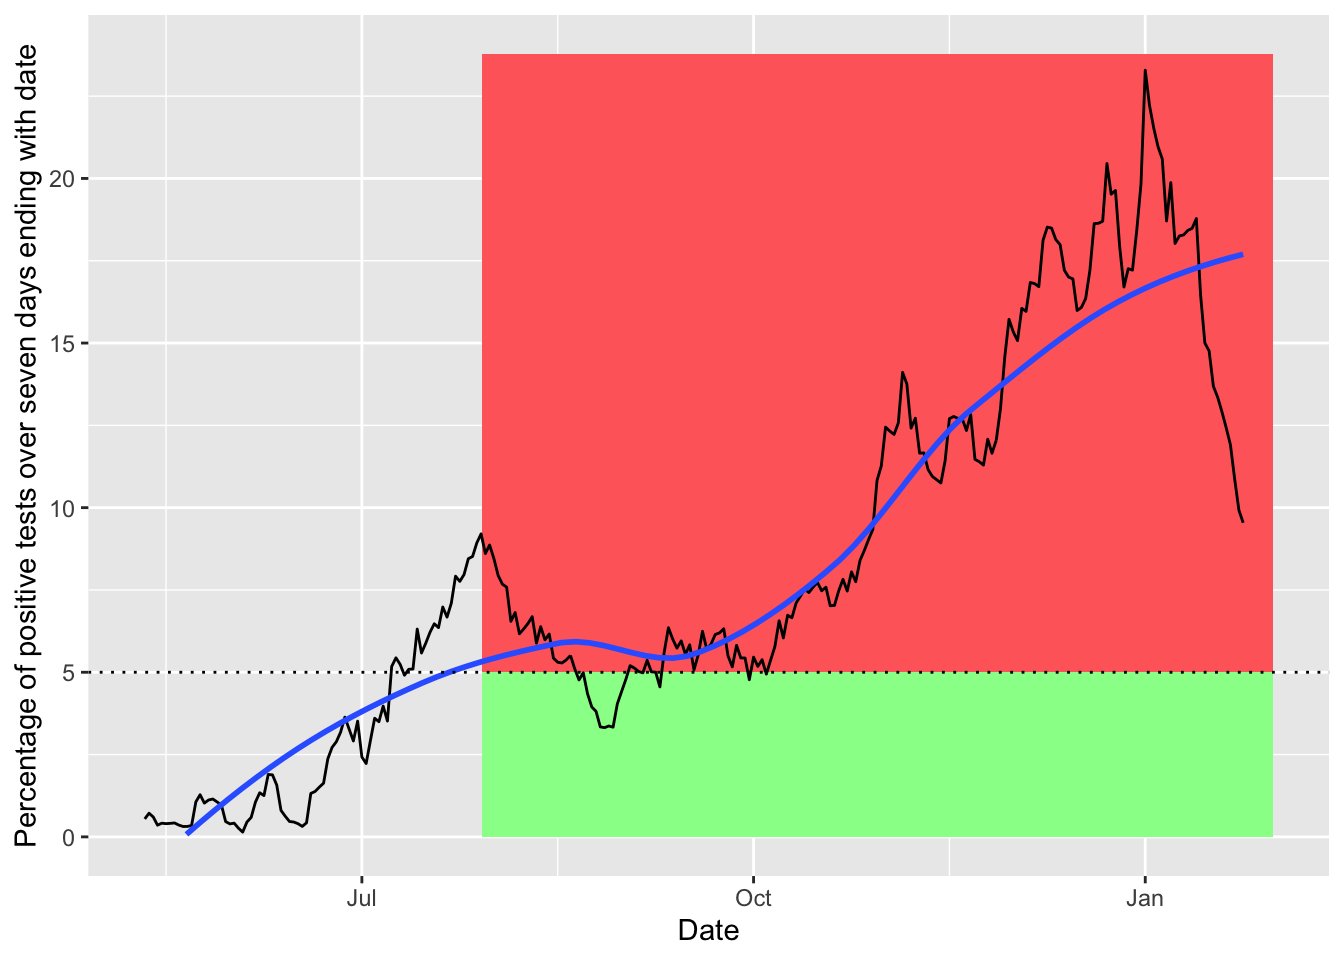 Percentage of positive tests over seven days ending with date
20
15
10
5
0
Jul
Oct
Jan
Date